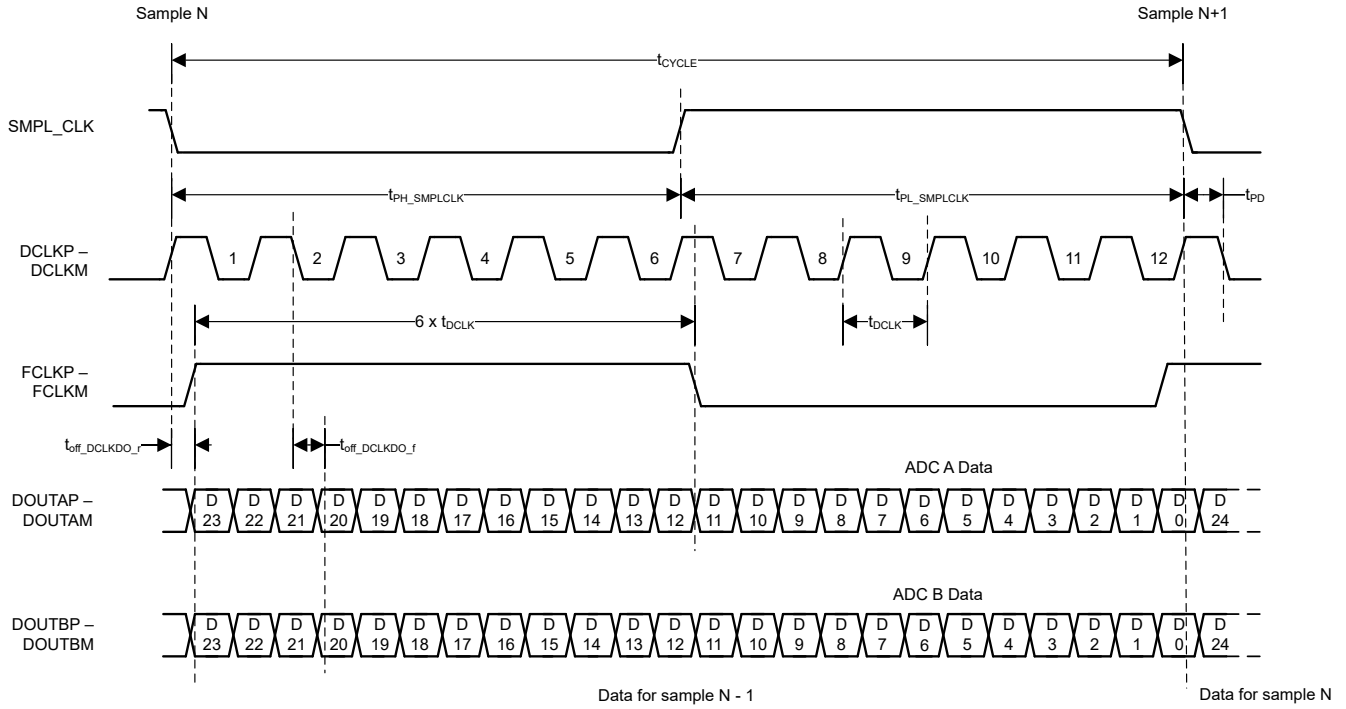 Sample N Sample N+1
tCYCLE
SMPL_CLK
tPH_SMPLCLK tPL_SMPLCLK tPD
DCLKP –
DCLKM
1 2 3 4 5 6 7 8 9 10 11 12
6 x tDCLK tDCLK
FCLKP –
FCLKM
toff_DCLKDO_r toff_DCLKDO_f
ADC A Data
DOUTAP –
DOUTAM
D D D D D D D D D D D D D D D D D D D D D D D D D
23 22 21 20 19 18 17 16 15 14 13 12 11 10 9 8 7 6 5 4 3 2 1 0 24
ADC B Data
DOUTBP –
DOUTBM
D D D D D D D D D D D D D D D D D D D D D D D D D
23 22 21 20 19 18 17 16 15 14 13 12 11 10 9 8 7 6 5 4 3 2 1 0 24
Data for sample N - 1 Data for sample N